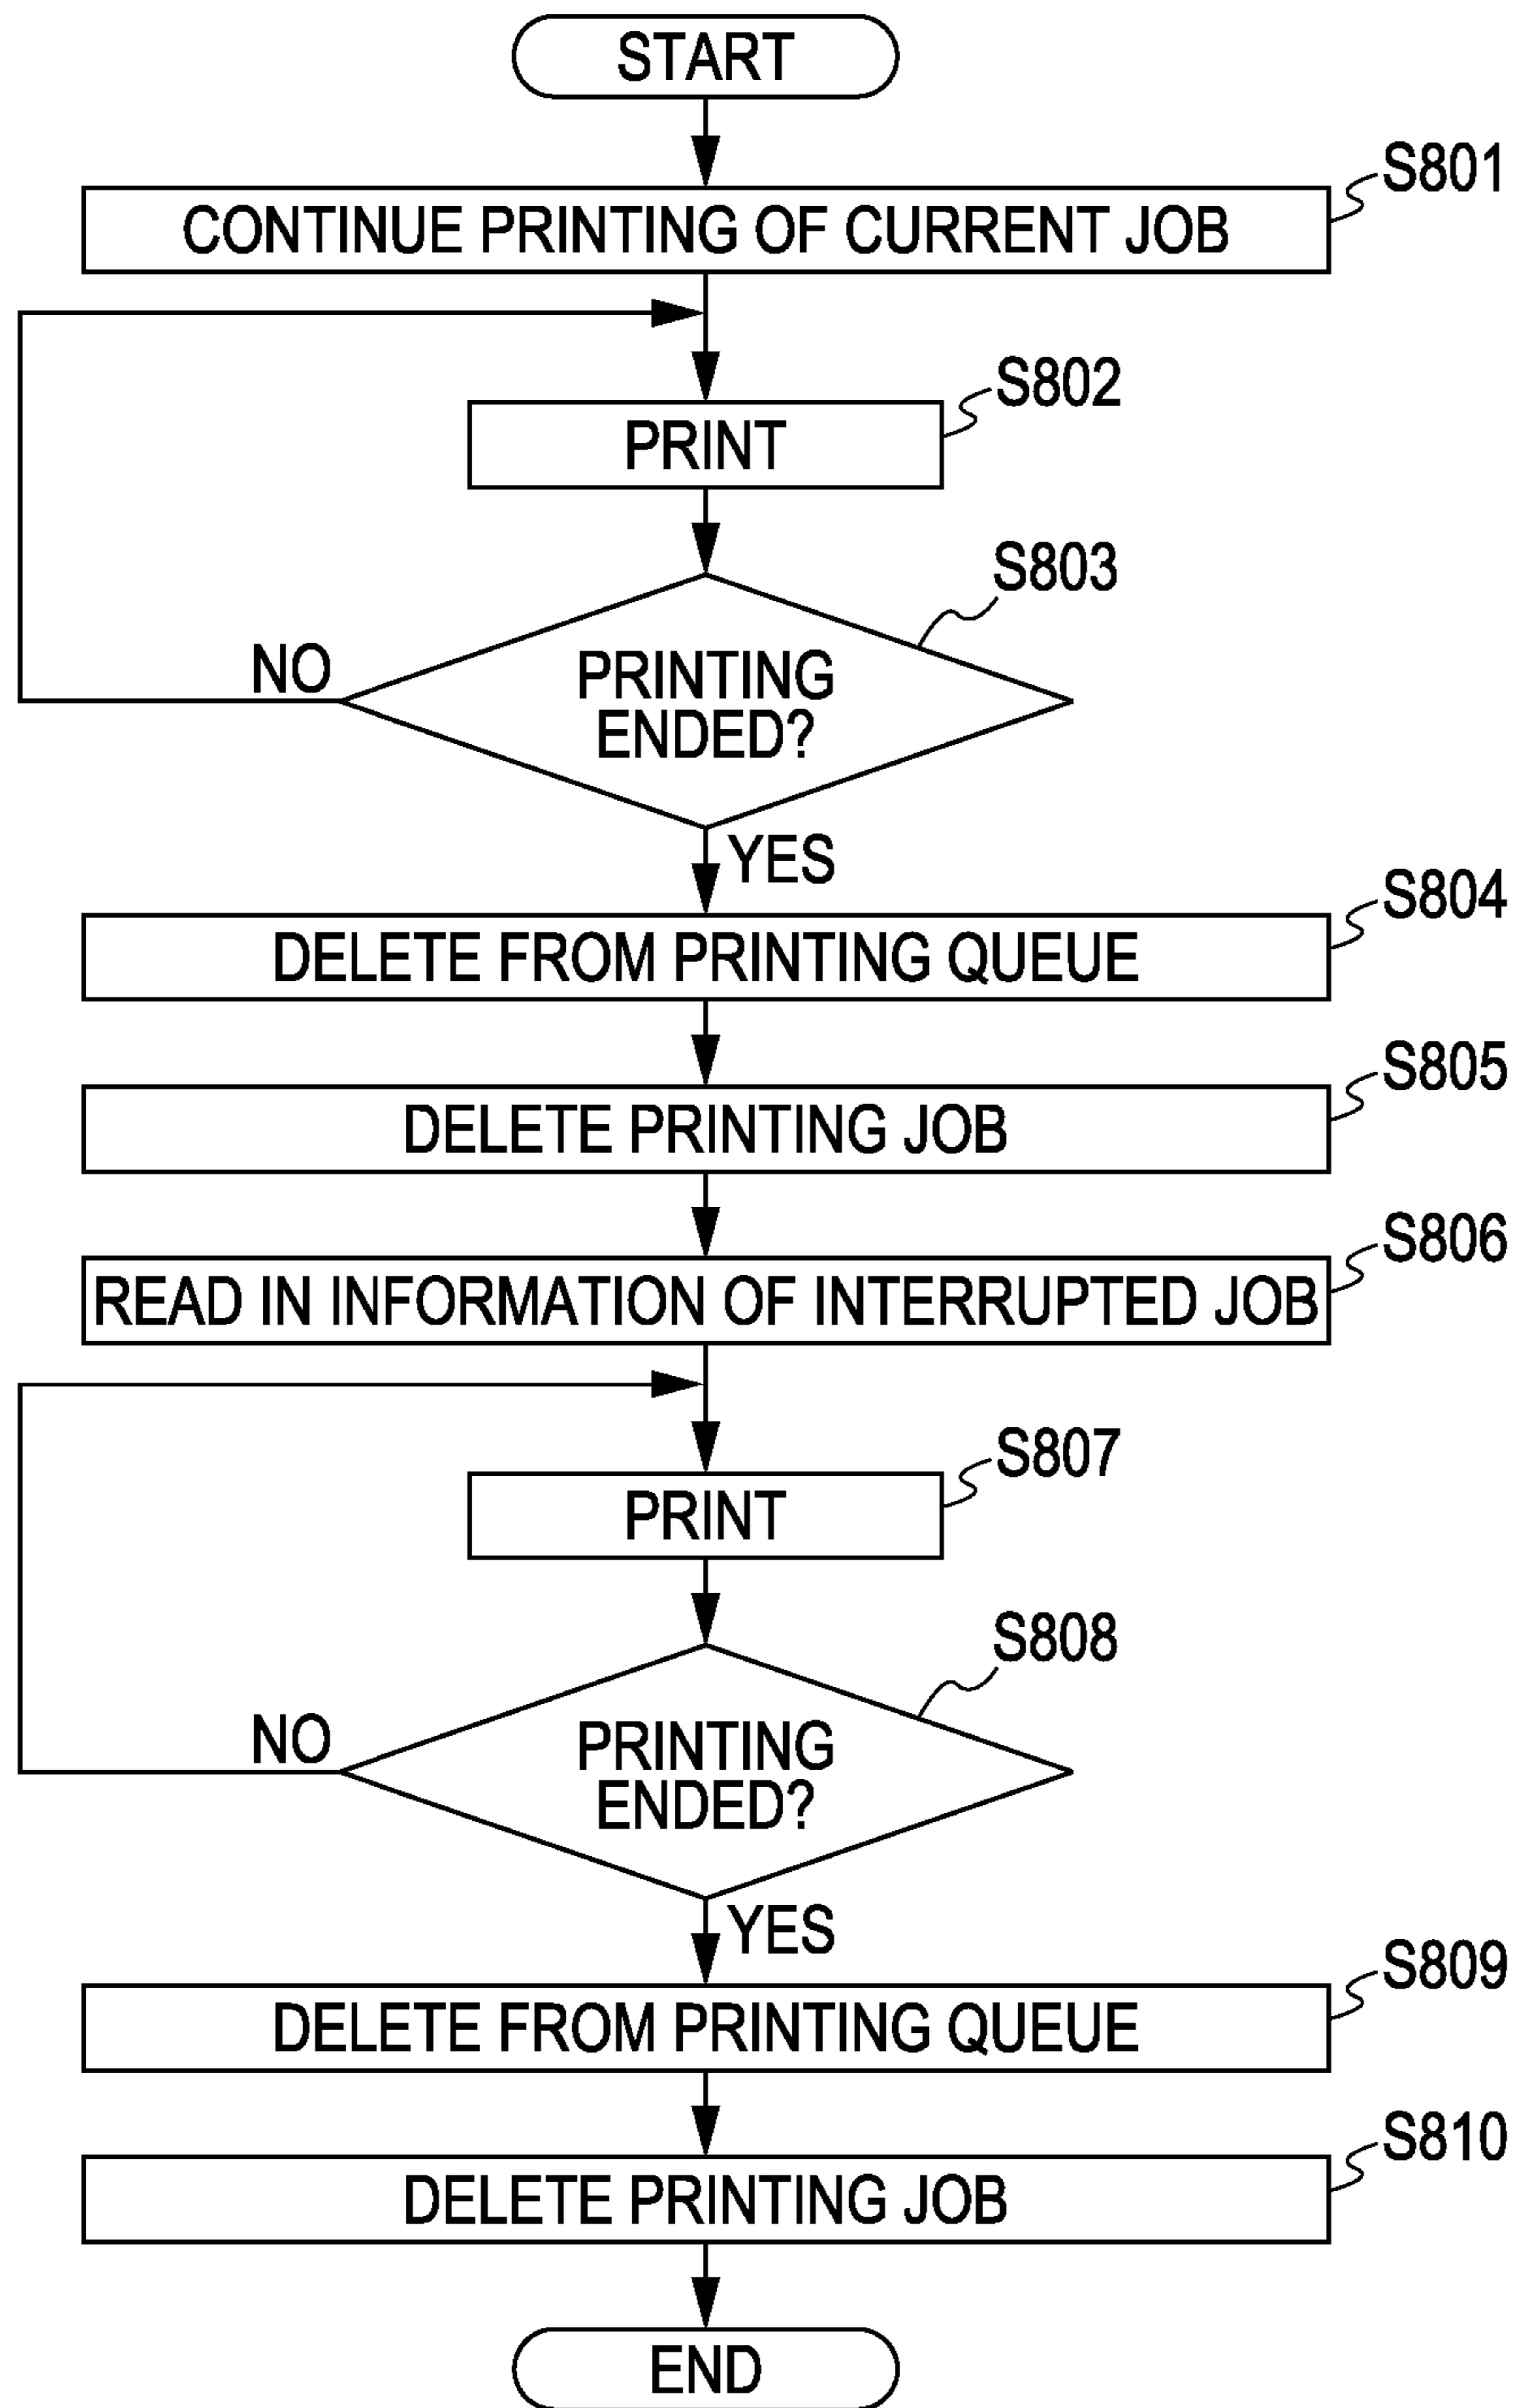 START
S801
CONTINUE PRINTING OF CURRENT JOB
S802
PRINT
S803
NO
PRINTING
ENDED?
YES
S804
DELETE FROM PRINTING QUEUE
S805
DELETE PRINTING JOB
S806
READ IN INFORMATION OF INTERRUPTED JOB
S807
PRINT
S808
NO
PRINTING
ENDED?
YES
S809
DELETE FROM PRINTING QUEUE
S810
DELETE PRINTING JOB
END